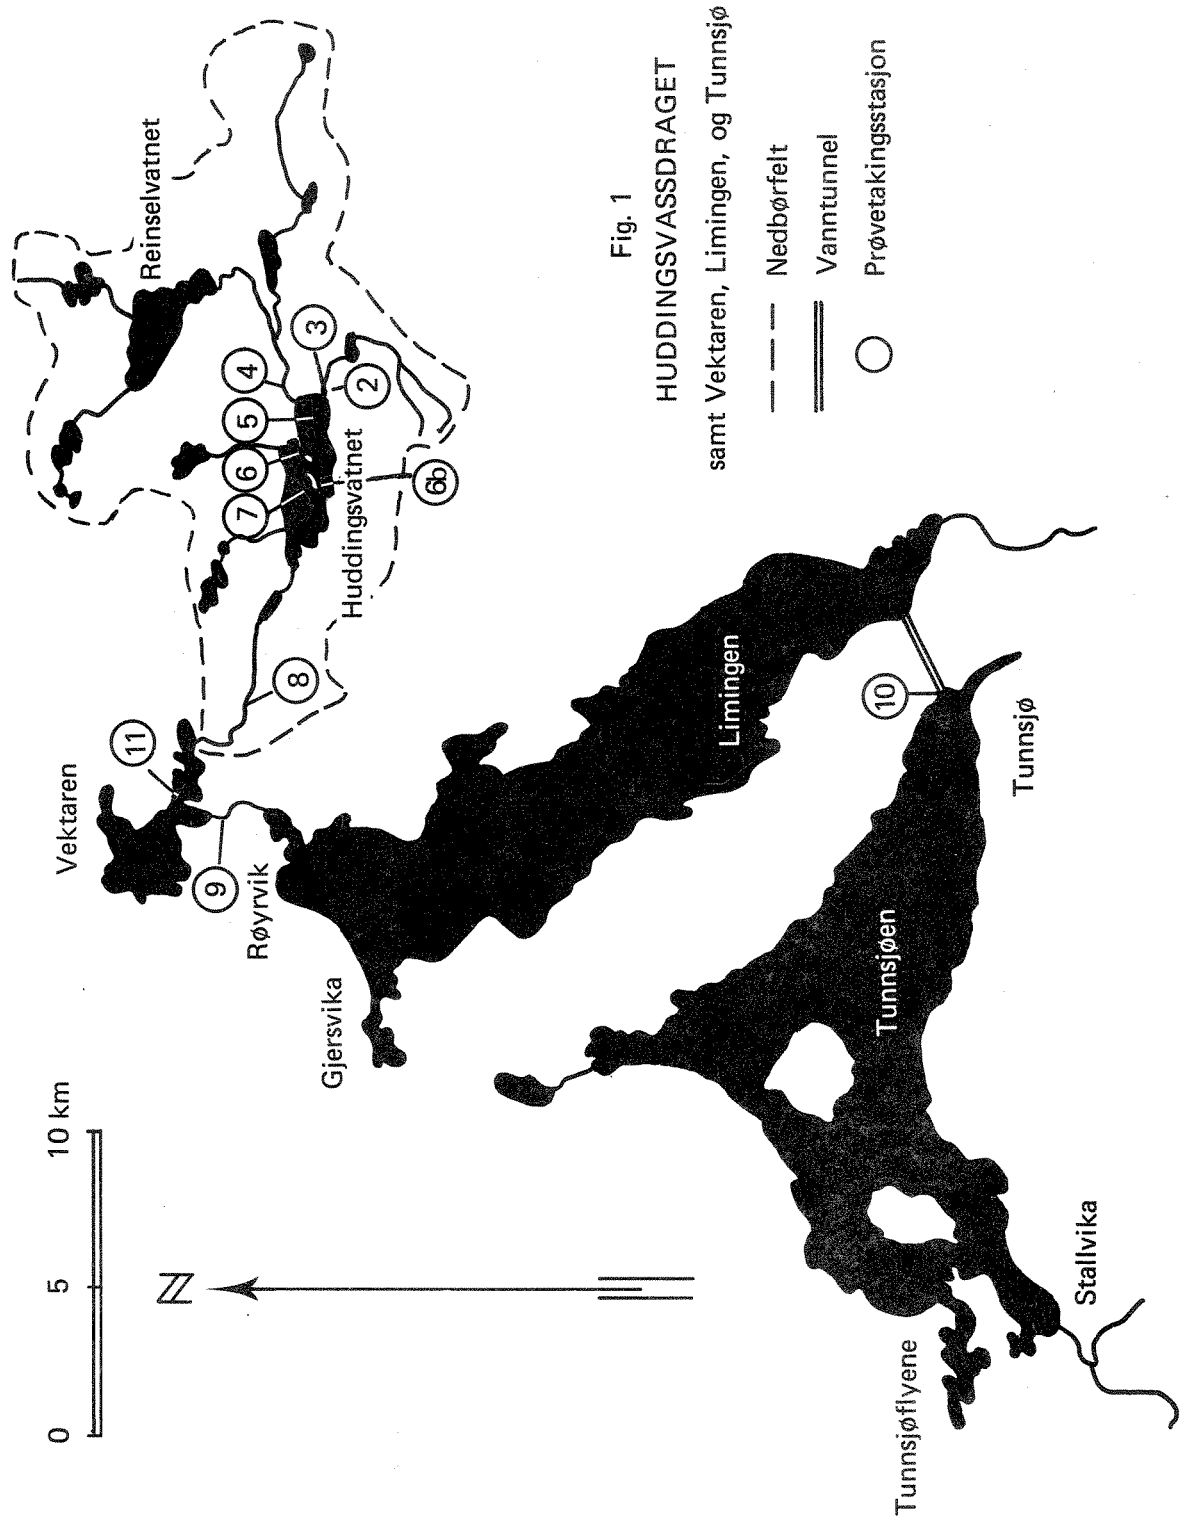 0 5 10 km
N
Vektaren
Reinselvatnet
11
9
8
7
6
5
4
3
2
6b
Huddingsvatnet
Røyrvik
Gjersvika
Limingen
10
Tunnsjø
Tunnsjøen
Tunnsjøflyene
Stallvika
Fig. 1
HUDDINGSVASSDRAGET
samt Vektaren, Limingen, og Tunnsjø
Nedbørfelt
Vanntunnel
Prøvetakingsstasjon